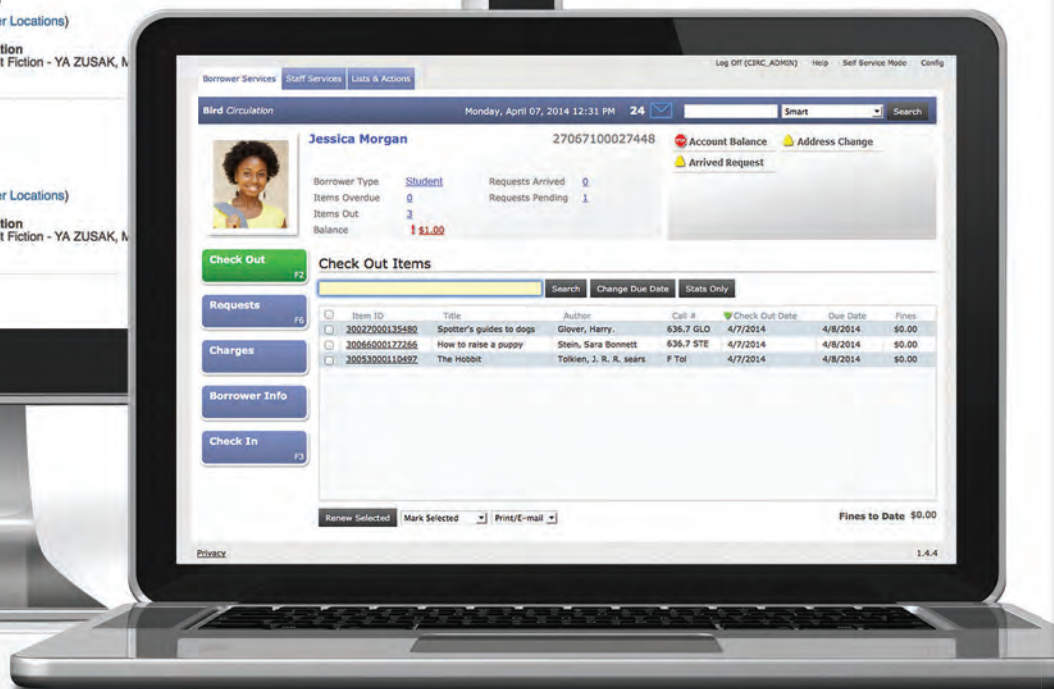 er Locations)
tion
t Fiction - YA ZUSAK, M
er Locations)
tion
t Fiction - YA ZUSAK, M
Log Off (CIRC_ADMIN) Help Self Service Mode Config
Borrower Services Staff Services Lists & Actions
Bird Circulation Monday, April 07, 2014 12:31 PM 24 Smart Search
Jessica Morgan 27067100027448 STOP Account Balance Address Change
Arrived Request
Borrower Type Student Requests Arrived 0
Items Overdue 0 Requests Pending 1
Items Out 3
Balance ! $1.00
Check Out F2
Check Out Items
Search Change Due Date Stats Only
Requests F6
Item ID Title Author Call # Check Out Date Due Date Fines
30027000135480 Spotter's guides to dogs Glover, Harry. 636.7 GLO 4/7/2014 4/8/2014 $0.00
30066000177266 How to raise a puppy Stein, Sara Bonnett 636.7 STE 4/7/2014 4/8/2014 $0.00
30053000110497 The Hobbit Tolkien, J. R. R. sears F Tol 4/7/2014 4/8/2014 $0.00
Charges
Borrower Info
Check In F3
Renew Selected Mark Selected Print/E-mail Fines to Date $0.00
Privacy 1.4.4